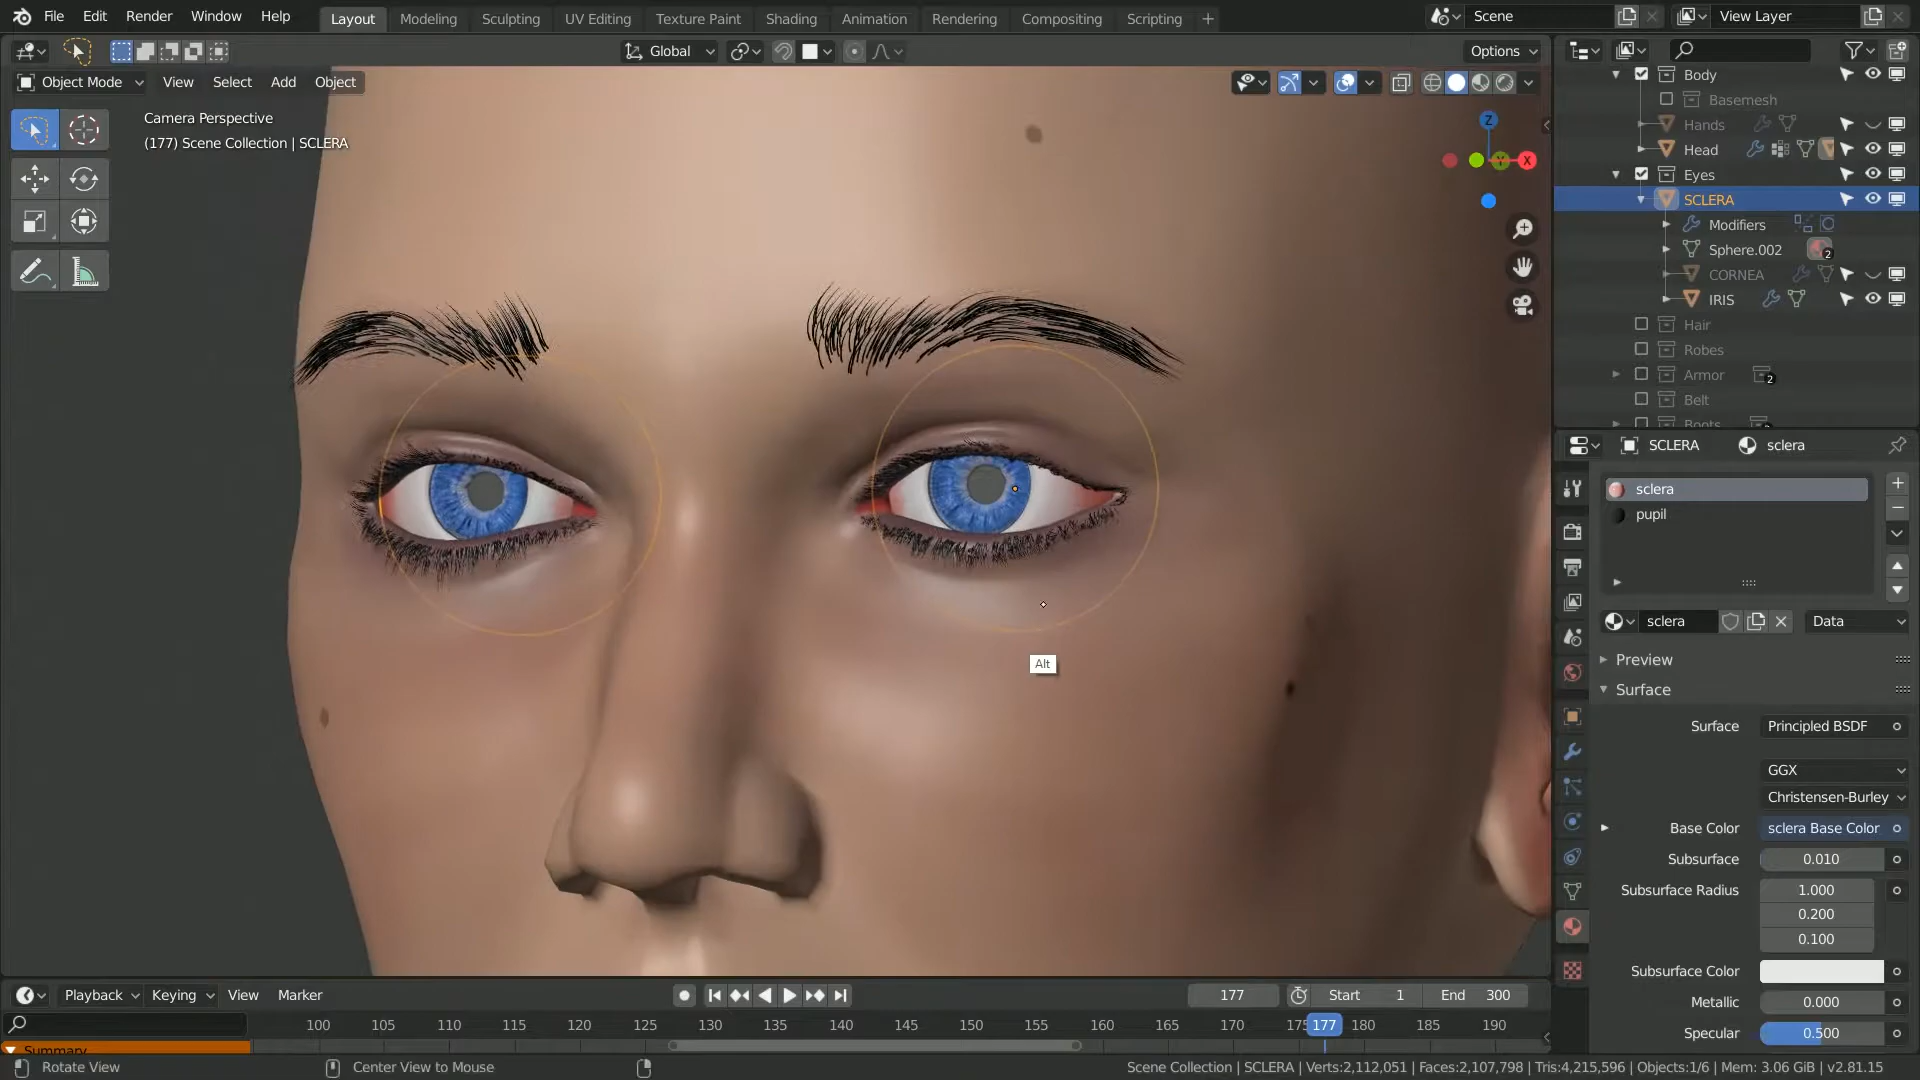 File Edit Render Window Help Layout Modeling Sculpting UV Editing Texture Paint Shading Animation Rendering Compositing Scripting + Scene View Layer
Global Options
Object Mode View Select Add Object
Camera Perspective
(177) Scene Collection | SCLERA
Z
Y X
Alt
Body
Basemesh
Hands
Head
Eyes
SCLERA
Modifiers
Sphere.002 2
CORNEA
IRIS
Hair
Robes
Armor 2
Belt
Boots
SCLERA sclera
sclera
pupil
sclera Data
Preview
Surface
Surface Principled BSDF
GGX
Christensen-Burley
Base Color sclera Base Color
Subsurface 0.010
Subsurface Radius 1.000
0.200
0.100
Subsurface Color
Metallic 0.000
Specular 0.500
Playback Keying View Marker 177 Start 1 End 300
100 105 110 115 120 125 130 135 140 145 150 155 160 165 170 175 177 180 185 190
Summary
Rotate View Center View to Mouse Scene Collection | SCLERA | Verts:2,112,051 | Faces:2,107,798 | Tris:4,215,596 | Objects:1/6 | Mem: 3.06 GiB | v2.81.15